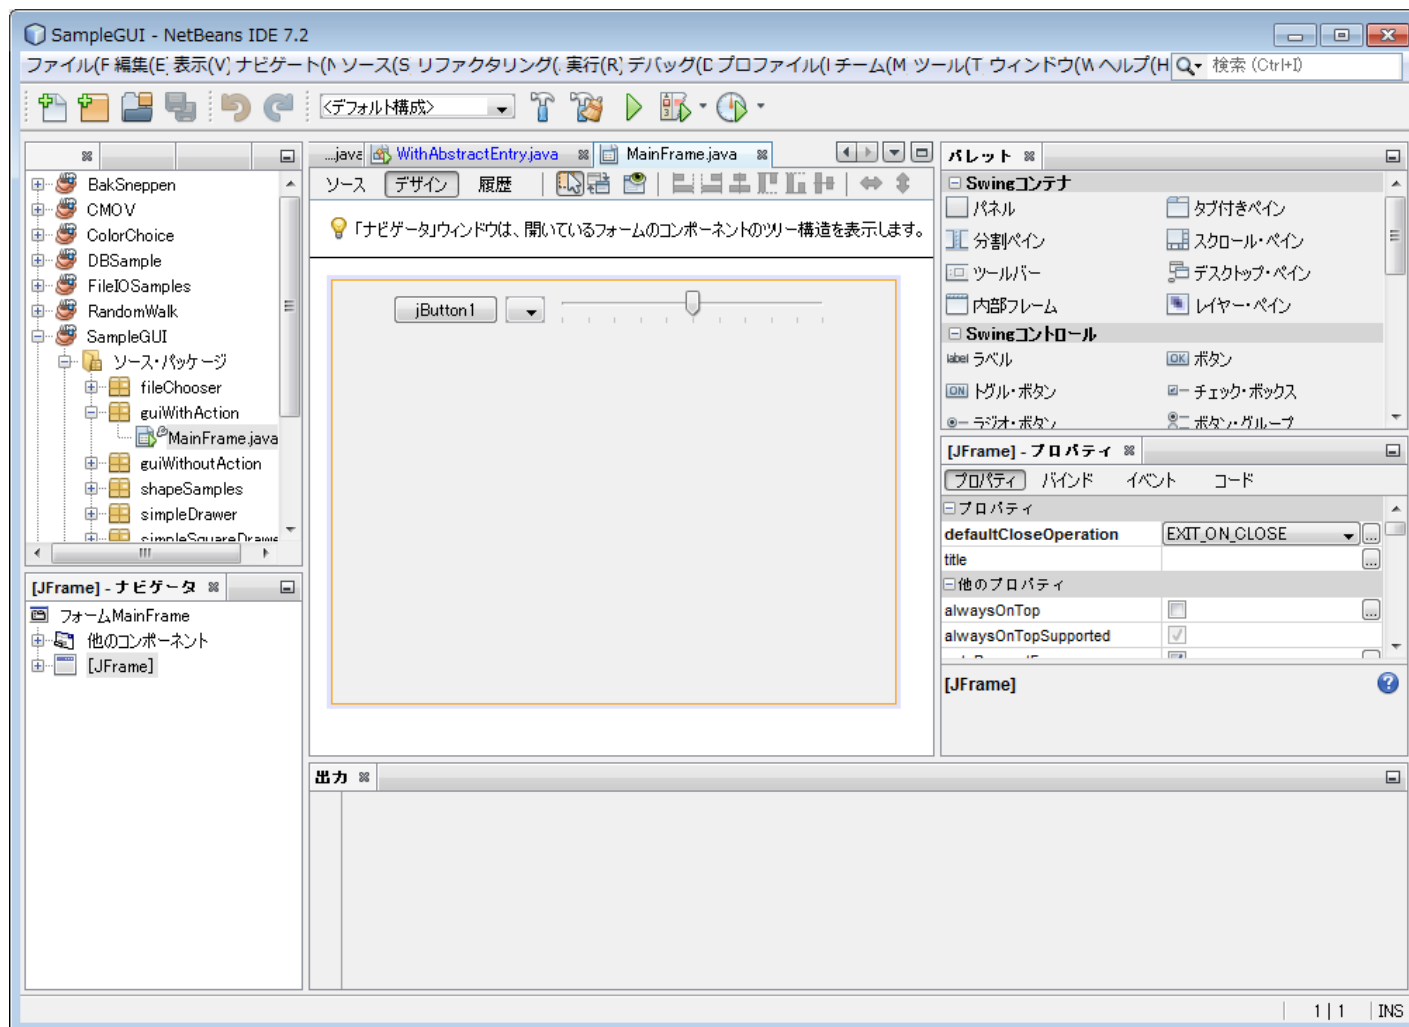 SampleGUI - NetBeans IDE 7.2
ファイル(F 編集(E 表示(V) ナビゲート(N ソース(S リファクタリング(. 実行(R) デバッグ(D プロファイル(I チーム(M ツール(T ウィンドウ(W ヘルプ(H 検索 (Ctrl+I)
<デフォルト構成>
...java WithAbstractEntry.java MainFrame.java
ソース デザイン 履歴
「ナビゲータ」ウィンドウは、開いているフォームのコンポーネントのツリー構造を表示します。
jButton1
BakSneppen
CMOV
ColorChoice
DBSample
FileIOSamples
RandomWalk
SampleGUI
ソース・パッケージ
fileChooser
guiWithAction
MainFrame.java
guiWithoutAction
shapeSamples
simpleDrawer
simpleSquareDrawe
[JFrame] - ナビゲータ
フォームMainFrame
他のコンポーネント
[JFrame]
パレット
Swingコンテナ
パネル タブ付きペイン
分割ペイン スクロール・ペイン
ツールバー デスクトップ・ペイン
内部フレーム レイヤー・ペイン
Swingコントロール
label ラベル OK ボタン
ON トグル・ボタン チェック・ボックス
ラジオ・ボタン ボタン・グループ
[JFrame] - プロパティ
プロパティ バインド イベント コード
プロパティ
defaultCloseOperation EXIT_ON_CLOSE
title
他のプロパティ
alwaysOnTop
alwaysOnTopSupported
[JFrame]
出力
1 | 1 INS